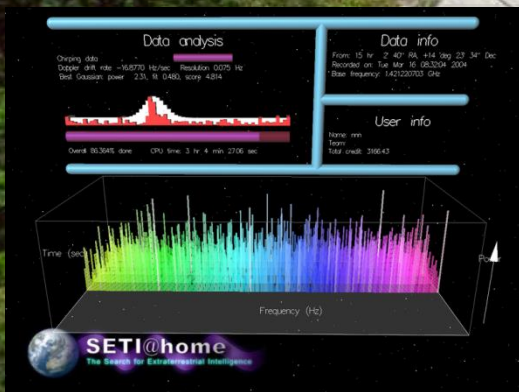 Data analysis
Chirping data
Doppler drift rate -16.8770 Hz/sec Resolution 0.075 Hz
Best Gaussian: power 2.31, fit 0.480, score 4.814
Overall 86.364% done CPU time: 3 hr 4 min 27.06 sec
Data info
From: 15 hr 2' 40" RA, +14 deg 23' 34" Dec
Recorded on: Tue Mar 16 08:32:04 2004
Base frequency: 1.421220703 GHz
User info
Name: nnn
Team:
Total credit: 3166.43
Time (sec)
Power
Frequency (Hz)
SETI@home
The Search for Extraterrestrial Intelligence